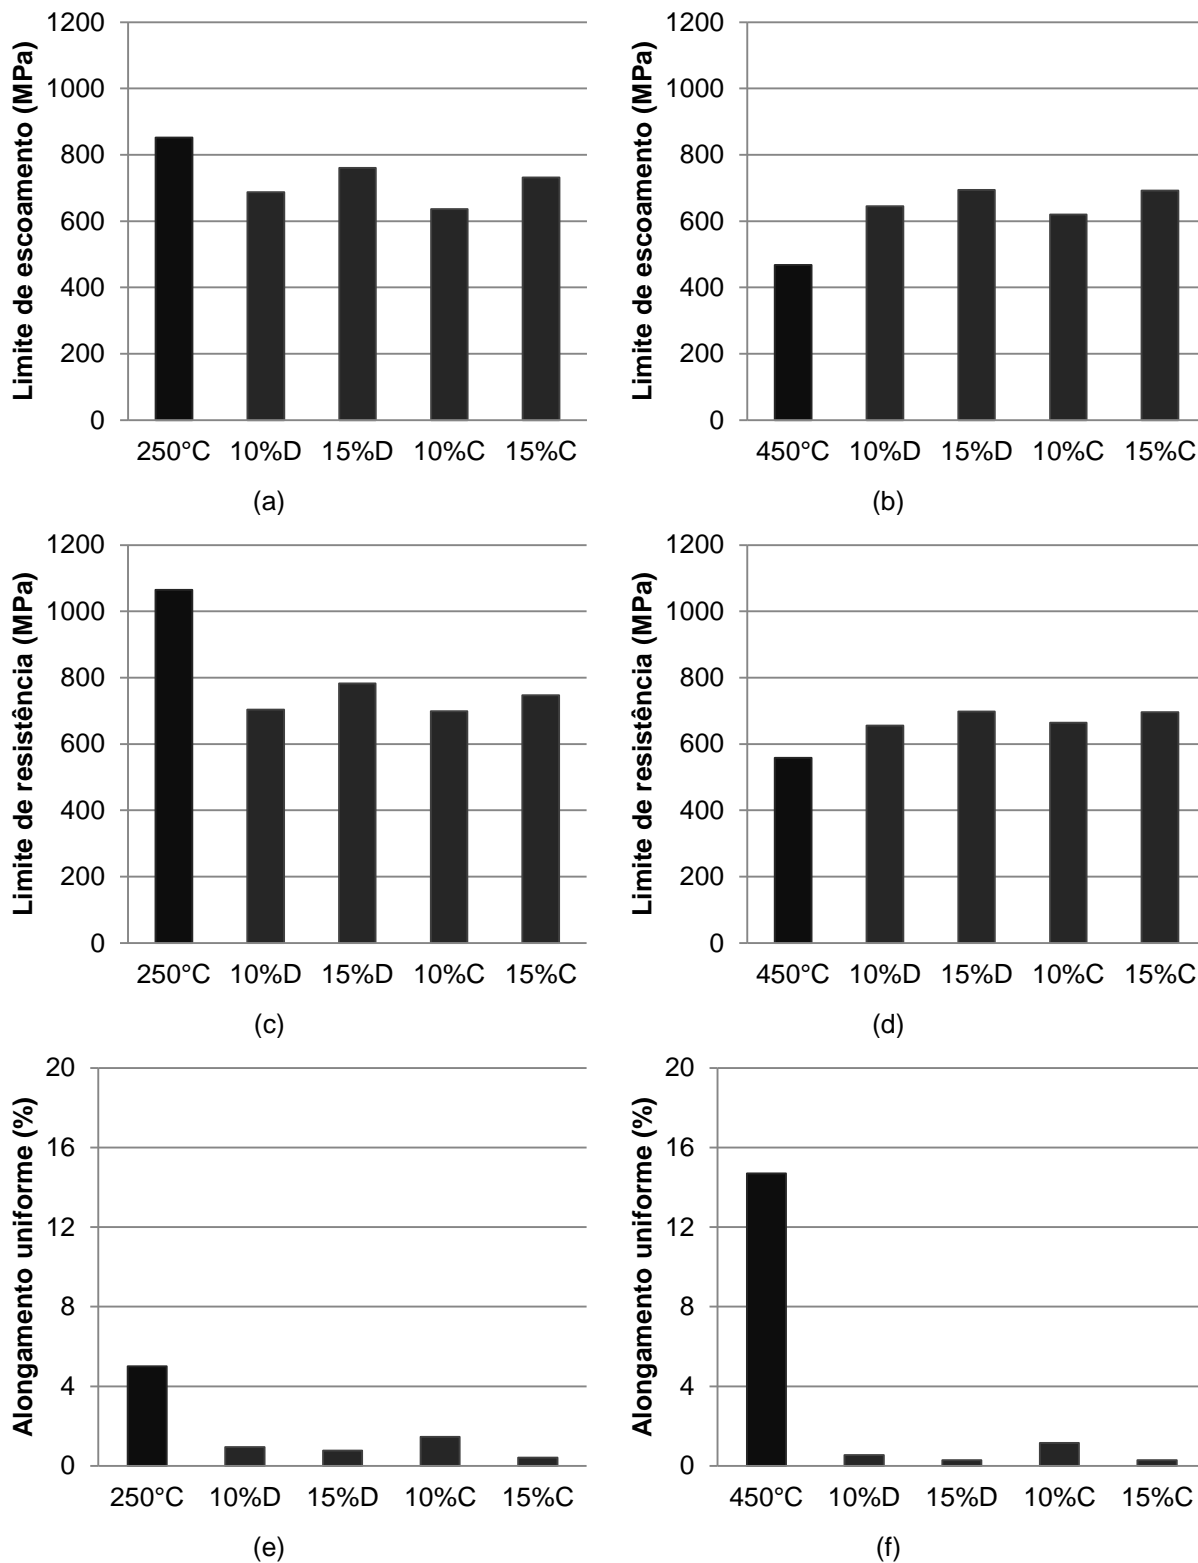 Limite de escoamento (MPa)
1200
1000
800
600
400
200
0
250°C 10%D 15%D 10%C 15%C
(a)
Limite de escoamento (MPa)
1200
1000
800
600
400
200
0
450°C 10%D 15%D 10%C 15%C
(b)
Limite de resistência (MPa)
1200
1000
800
600
400
200
0
250°C 10%D 15%D 10%C 15%C
(c)
Limite de resistência (MPa)
1200
1000
800
600
400
200
0
450°C 10%D 15%D 10%C 15%C
(d)
Alongamento uniforme (%)
20
16
12
8
4
0
250°C 10%D 15%D 10%C 15%C
(e)
Alongamento uniforme (%)
20
16
12
8
4
0
450°C 10%D 15%D 10%C 15%C
(f)